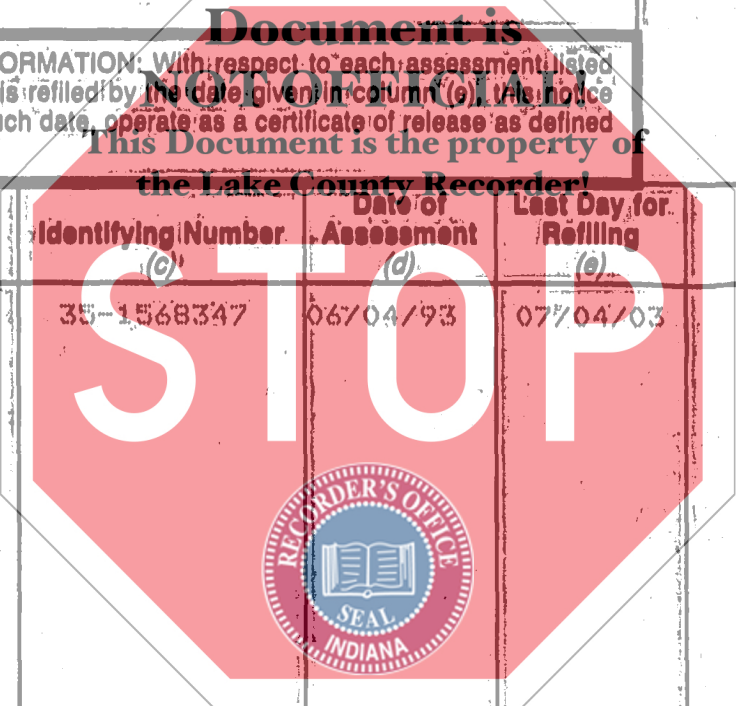 Document is
ORMATION: With respect to each assessment listed
NOT OFFICIAL!
is refiled by the date given in column (e), this notice
uch date, operate as a certificate of release as defined
This Document is the property of
the Lake County Recorder!
Identifying Number
(c)
Date of
Assessment
(d)
Last Day for
Refiling
(e)
35-1568347
06/04/93
07/04/03
STOP
RECORDER'S OFFICE
SEAL
INDIANA